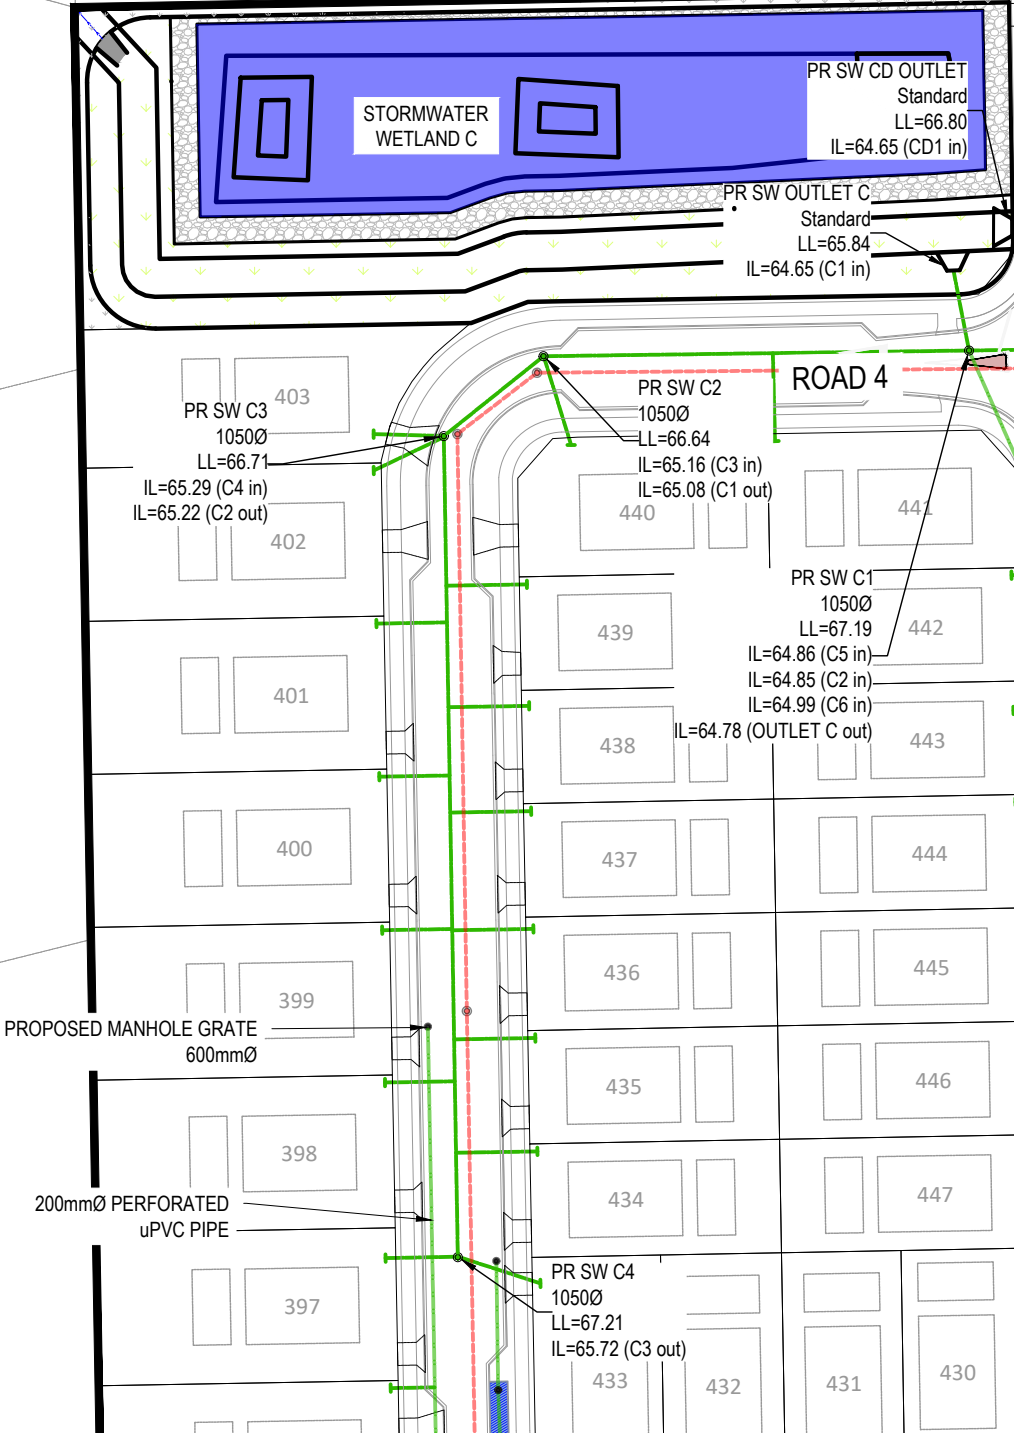 STORMWATER
WETLAND C
PR SW CD OUTLET
Standard
LL=66.80
IL=64.65 (CD1 in)
PR SW OUTLET C
Standard
LL=65.84
IL=64.65 (C1 in)
ROAD 4
403
PR SW C3
1050Ø
LL=66.71
IL=65.29 (C4 in)
IL=65.22 (C2 out)
PR SW C2
1050Ø
LL=66.64
IL=65.16 (C3 in)
IL=65.08 (C1 out)
402
440
441
PR SW C1
1050Ø
LL=67.19
IL=64.86 (C5 in)
IL=64.85 (C2 in)
IL=64.99 (C6 in)
IL=64.78 (OUTLET C out)
439
442
401
438
443
400
437
444
399
436
445
PROPOSED MANHOLE GRATE
600mmØ
435
446
398
434
447
200mmØ PERFORATED
uPVC PIPE
PR SW C4
1050Ø
LL=67.21
IL=65.72 (C3 out)
397
433
432
431
430